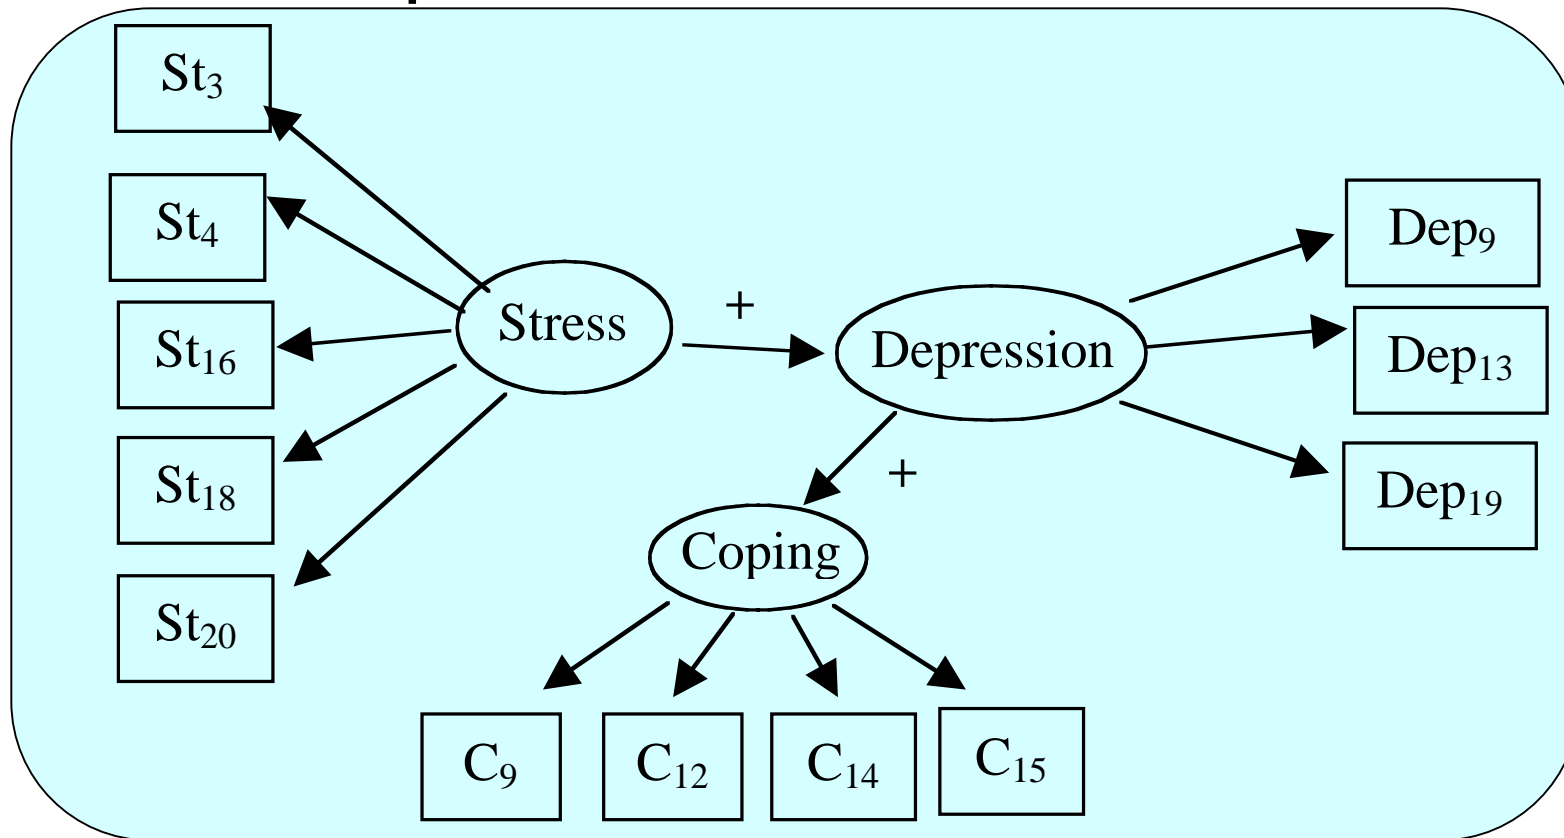 St3
St4
St16
St18
St20
Stress
+
Depression
+
Coping
Dep9
Dep13
Dep19
C9
C12
C14
C15